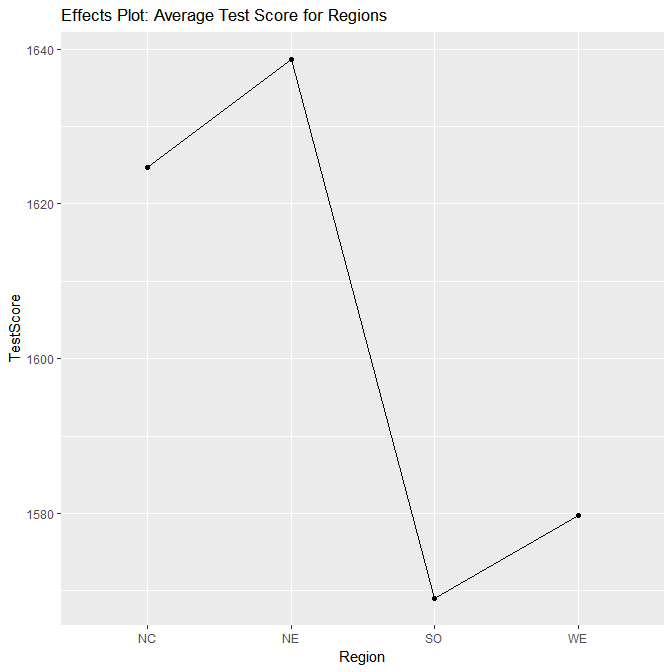 Effects Plot: Average Test Score for Regions
1640
1620
1600
1580
TestScore
NC NE SO WE
Region